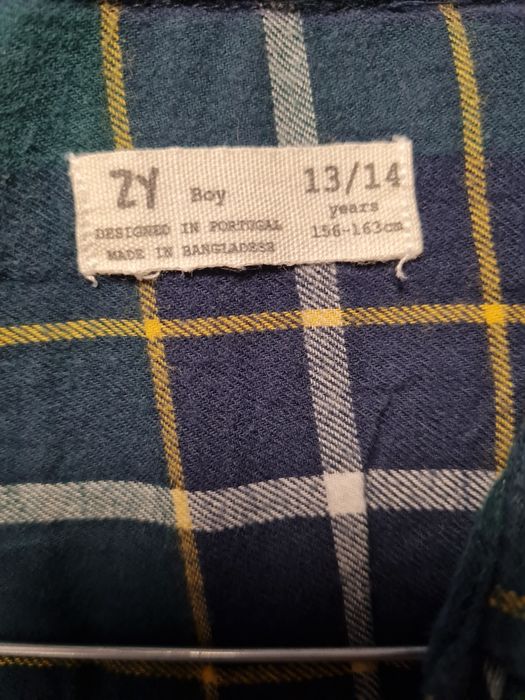 ZY Boy 13/14
years
DESIGNED IN PORTUGAL 156-163cm
MADE IN BANGLADESH